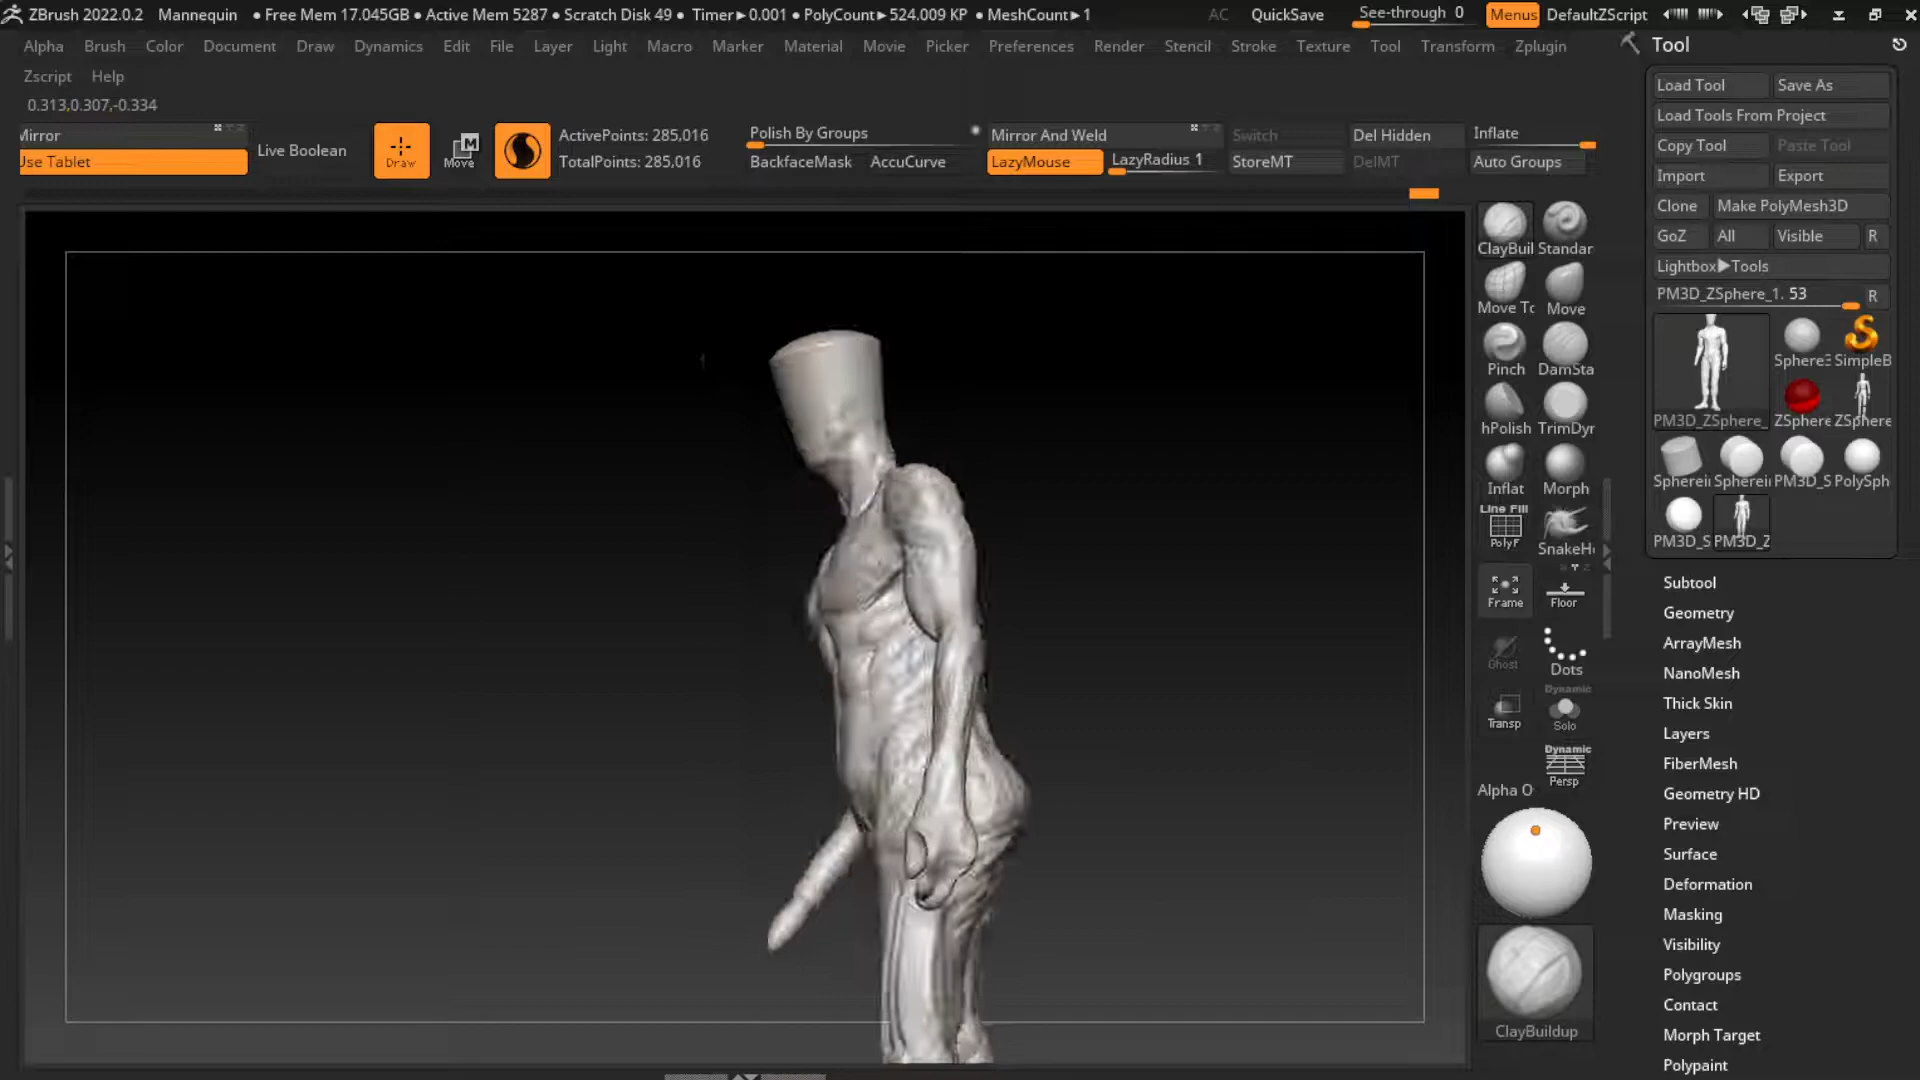 ZBrush 2022.0.2 Mannequin • Free Mem 17.045GB • Active Mem 5287 • Scratch Disk 49 • Timer►0.001 • PolyCount►524.009 KP • MeshCount►1 AC QuickSave See-through 0 Menus DefaultZScript
Alpha Brush Color Document Draw Dynamics Edit File Layer Light Macro Marker Material Movie Picker Preferences Render Stencil Stroke Texture Tool Transform Zplugin
Zscript Help
0.313,0.307,-0.334
Mirror
Use Tablet
Live Boolean
Draw
Move
M
ActivePoints: 285,016
TotalPoints: 285,016
Polish By Groups
BackfaceMask AccuCurve
Mirror And Weld
LazyMouse LazyRadius 1
Switch
StoreMT
Del Hidden
DelMT
Inflate
Auto Groups
ClayBuil Standar
Move To Move
Pinch DamSta
hPolish TrimDyn
Inflat Morph
Line Fill
PolyF
SnakeHo
Frame Floor
Ghost Dots
Transp
Dynamic
Solo
Dynamic
Persp
Alpha O
ClayBuildup
Tool
Load Tool Save As
Load Tools From Project
Copy Tool Paste Tool
Import Export
Clone Make PolyMesh3D
GoZ All Visible R
Lightbox►Tools
PM3D_ZSphere_1. 53 R
Sphere3 SimpleB
PM3D_ZSphere_ ZSphere ZSphere
Spherein Spherein PM3D_S PolySph
PM3D_S PM3D_Z
Subtool
Geometry
ArrayMesh
NanoMesh
Thick Skin
Layers
FiberMesh
Geometry HD
Preview
Surface
Deformation
Masking
Visibility
Polygroups
Contact
Morph Target
Polypaint